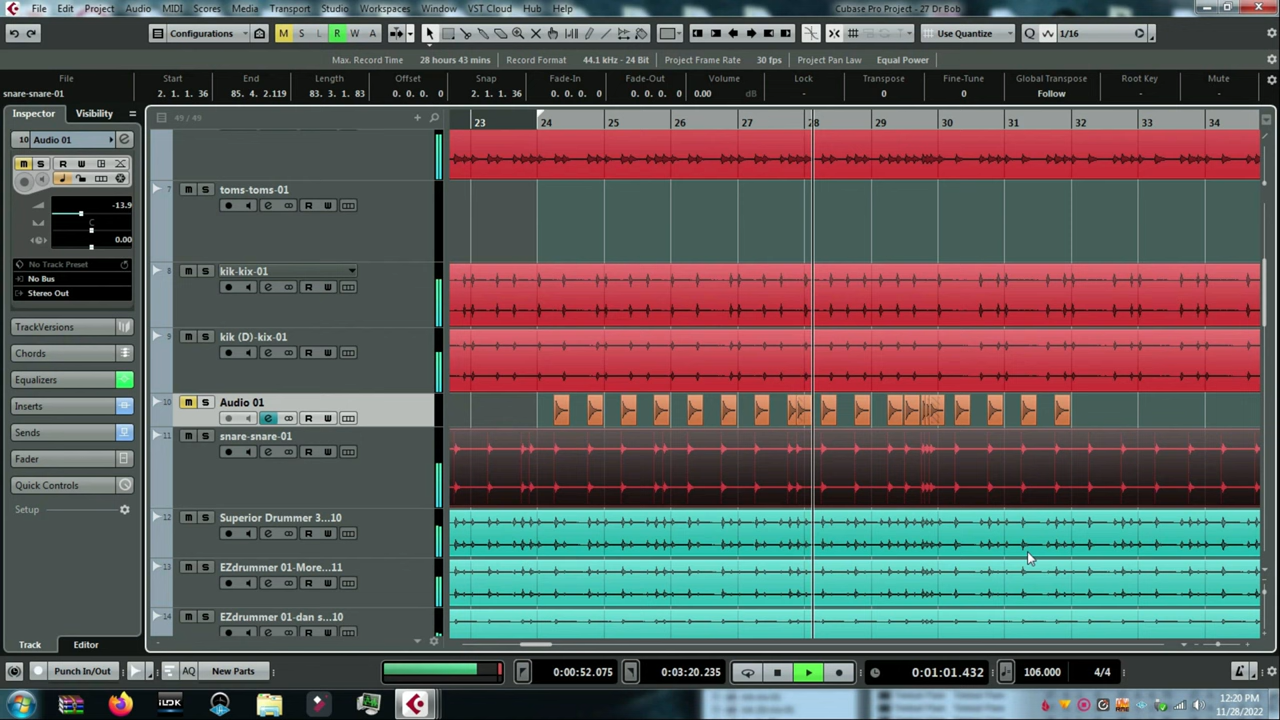 File Edit Project Audio MIDI Scores Media Transport Studio Workspaces Window VST Cloud Hub Help Cubase Pro Project - 27 Dr Bob
Configurations M S L R W A Use Quantize Q 1/16
Max. Record Time 28 hours 43 mins Record Format 44.1 kHz - 24 Bit Project Frame Rate 30 fps Project Pan Law Equal Power
File Start End Length Offset Snap Fade-In Fade-Out Volume Lock Transpose Fine-Tune Global Transpose Root Key Mute
snare-snare-01 2. 1. 1. 36 85. 4. 2.119 83. 3. 1. 83 0. 0. 0. 0 2. 1. 1. 36 0. 0. 0. 0 0. 0. 0. 0 0.00 dB - 0 0 Follow - -
Inspector Visibility 49 / 49 23 24 25 26 27 28 29 30 31 32 33 34
10 Audio 01 e
M S R W
-13.9
C
0.00
No Track Preset
No Bus
Stereo Out
TrackVersions
Chords
Equalizers
Inserts
Sends
Fader
Quick Controls
Setup
Track Editor
7 M S toms-toms-01
R W
8 M S kik-kix-01
R W
9 M S kik (D)-kix-01
R W
10 M S Audio 01
R W
11 M S snare-snare-01
R W
12 M S Superior Drummer 3...10
R W
13 M S EZdrummer 01-More...11
R W
14 M S EZdrummer 01-dan s...10
R W
Punch In/Out AQ New Parts 0:00:52.075 0:03:20.235 0:01:01.432 106.000 4/4
iLOK 12:20 PM
11/28/2022